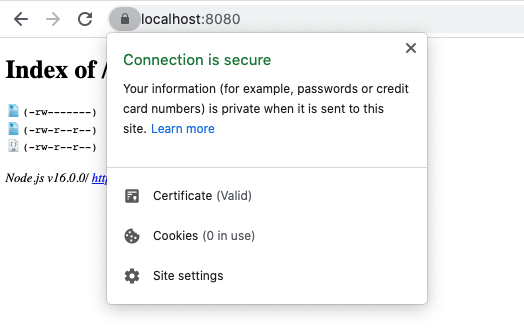 localhost:8080
Index of /
Connection is secure
Your information (for example, passwords or credit
card numbers) is private when it is sent to this
site. Learn more
(-rw-------)
(-rw-r--r--)
(-rw-r--r--)
Node.js v16.0.0/ http
Certificate (Valid)
Cookies (0 in use)
Site settings